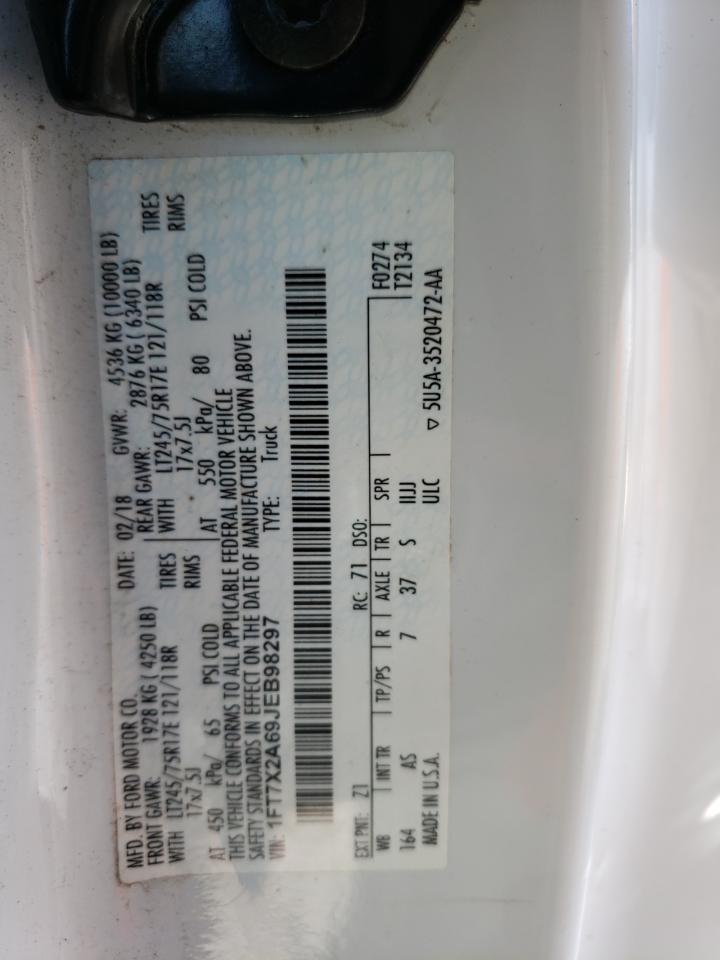 MFD. BY FORD MOTOR CO.
DATE: 02/18 GVWR: 4536 KG (10000 LB)
FRONT GAWR: 1928 KG ( 4250 LB)
REAR GAWR: 2876 KG ( 6340 LB)
WITH LT245/75R17E 121/118R TIRES
WITH LT245/75R17E 121/118R TIRES
17x7.5J RIMS
17x7.5J RIMS
AT 450 kPa/ 65 PSI COLD
AT 550 kPa/ 80 PSI COLD
THIS VEHICLE CONFORMS TO ALL APPLICABLE FEDERAL MOTOR VEHICLE
SAFETY STANDARDS IN EFFECT ON THE DATE OF MANUFACTURE SHOWN ABOVE.
VIN: 1FT7X2A69JEB98297 TYPE: Truck
EXT PNT: Z1 RC: 71 DSO:
WB INT TR TP/PS R AXLE TR SPR F0274
164 AS 7 37 S IIJJ T2134
MADE IN U.S.A. ULC ▽ 5U5A-3520472-AA